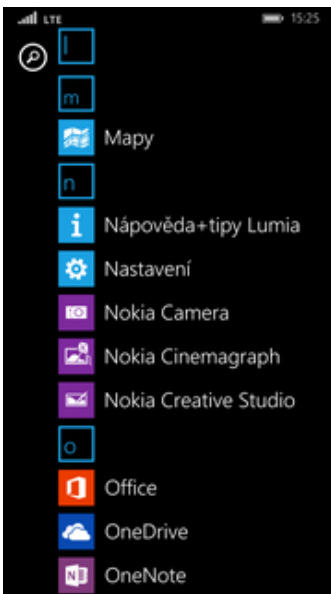 LTE 15:25
l
m
Mapy
n
Nápověda+tipy Lumia
Nastavení
Nokia Camera
Nokia Cinemagraph
Nokia Creative Studio
o
Office
OneDrive
OneNote